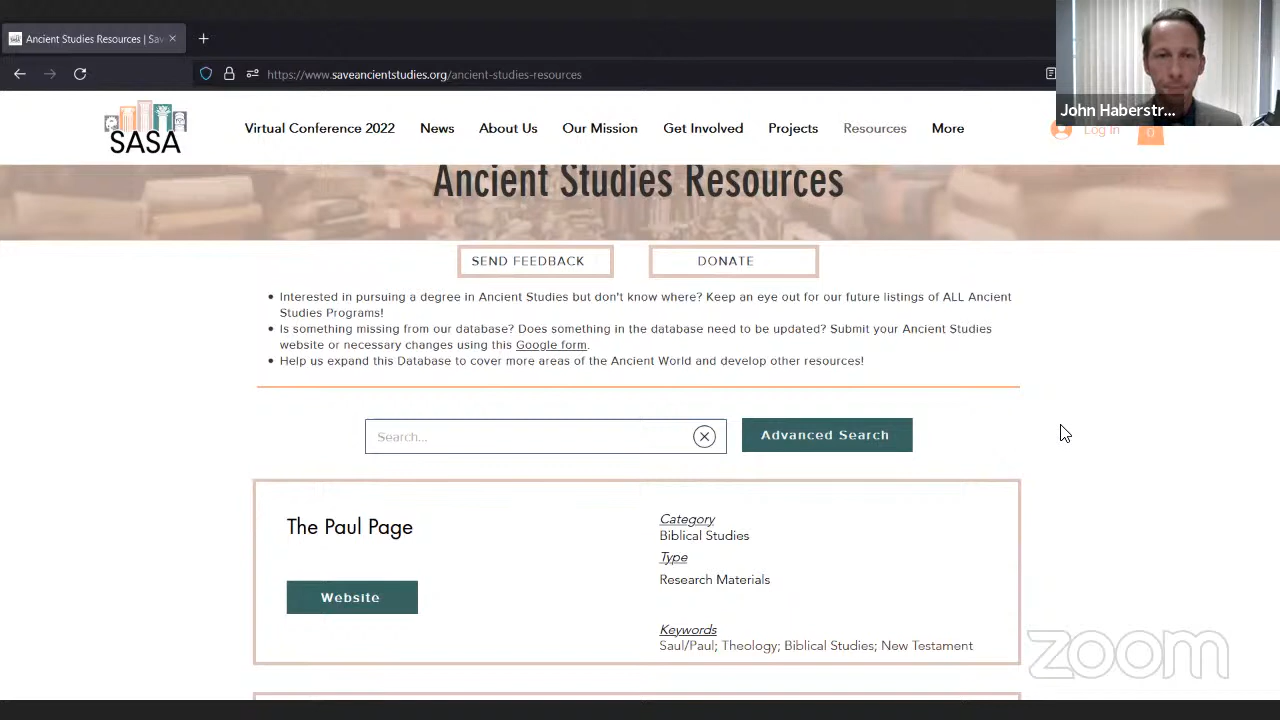 Ancient Studies Resources | Sav
https://www.saveancientstudies.org/ancient-studies-resources
John Haberstr...
SASA
Virtual Conference 2022
News
About Us
Our Mission
Get Involved
Projects
Resources
More
Log In
0
Ancient Studies Resources
SEND FEEDBACK
DONATE
Interested in pursuing a degree in Ancient Studies but don't know where? Keep an eye out for our future listings of ALL Ancient
Studies Programs!
Is something missing from our database? Does something in the database need to be updated? Submit your Ancient Studies
website or necessary changes using this Google form.
Help us expand this Database to cover more areas of the Ancient World and develop other resources!
Search...
Advanced Search
The Paul Page
Website
Category
Biblical Studies
Type
Research Materials
Keywords
Saul/Paul; Theology; Biblical Studies; New Testament
zoom